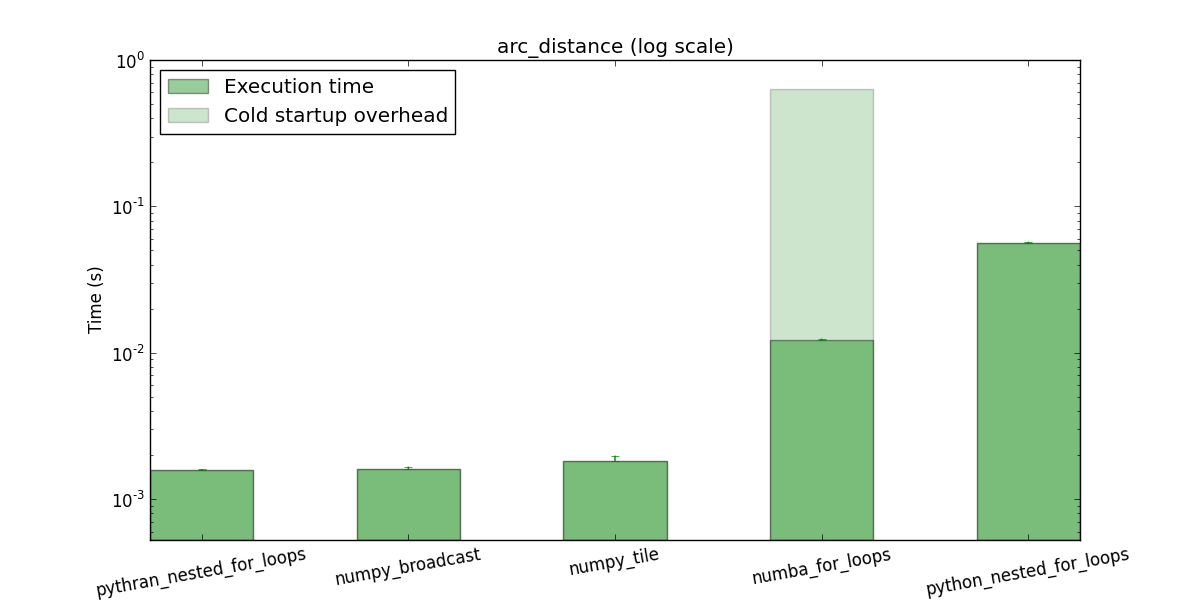 arc_distance (log scale)
Execution time
Cold startup overhead
10^0
10^-1
10^-2
10^-3
Time (s)
pythran_nested_for_loops
numpy_broadcast
numpy_tile
numba_for_loops
python_nested_for_loops